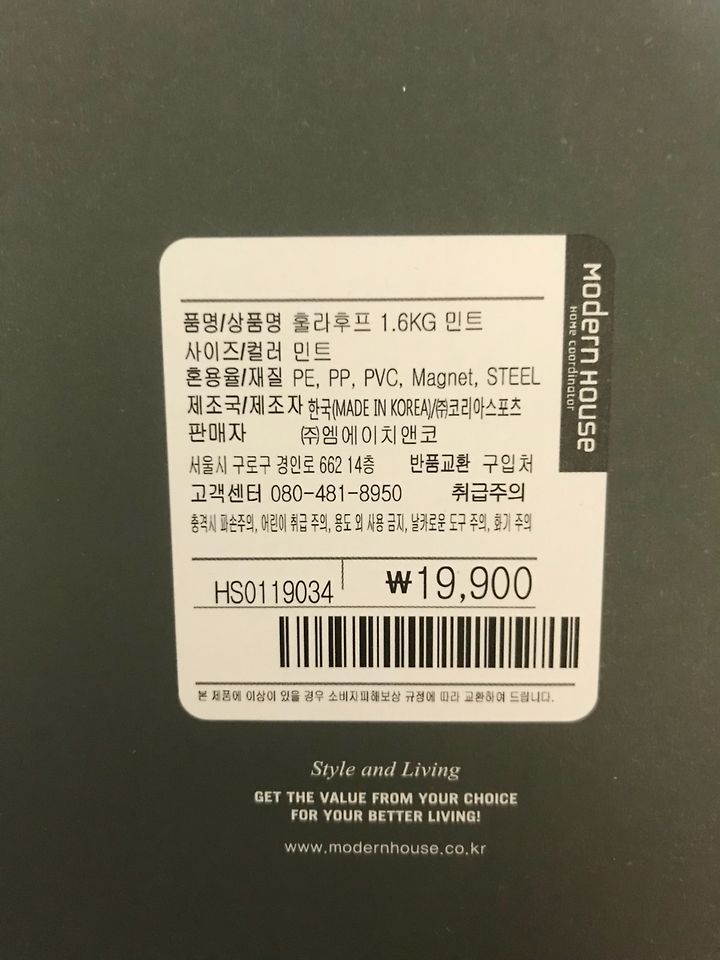 Modern House
Home coordinator
품명/상품명 훌라후프 1.6KG 민트
사이즈/컬러 민트
혼용율/재질 PE, PP, PVC, Magnet, STEEL
제조국/제조자 한국(MADE IN KOREA)/㈜코리아스포츠
판매자 ㈜엠에이치앤코
서울시 구로구 경인로 662 14층 반품교환 구입처
고객센터 080-481-8950 취급주의
충격시 파손주의, 어린이 취급 주의, 용도 외 사용 금지, 날카로운 도구 주의, 화기 주의
HS0119034 ₩19,900
본 제품에 이상이 있을 경우 소비자피해보상 규정에 따라 교환하여 드립니다.
Style and Living
GET THE VALUE FROM YOUR CHOICE
FOR YOUR BETTER LIVING!
www.modernhouse.co.kr